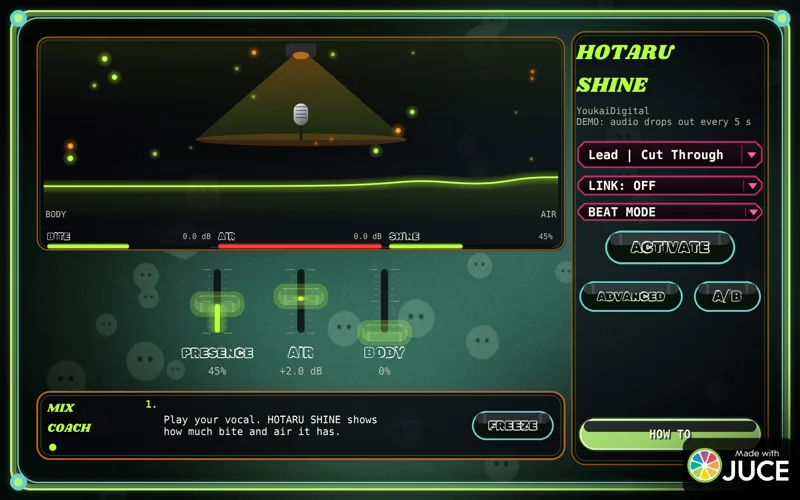 HOTARU
SHINE
YoukaiDigital
DEMO: audio drops out every 5 s
Lead | Cut Through
LINK: OFF
BEAT MODE
ACTIVATE
ADVANCED
A/B
BODY
AIR
BITE
0.0 dB
AIR
0.0 dB
SHINE
45%
PRESENCE
AIR
BODY
45%
+2.0 dB
0%
MIX
COACH
1.
Play your vocal. HOTARU SHINE shows
how much bite and air it has.
FREEZE
HOW TO
Made with
JUCE